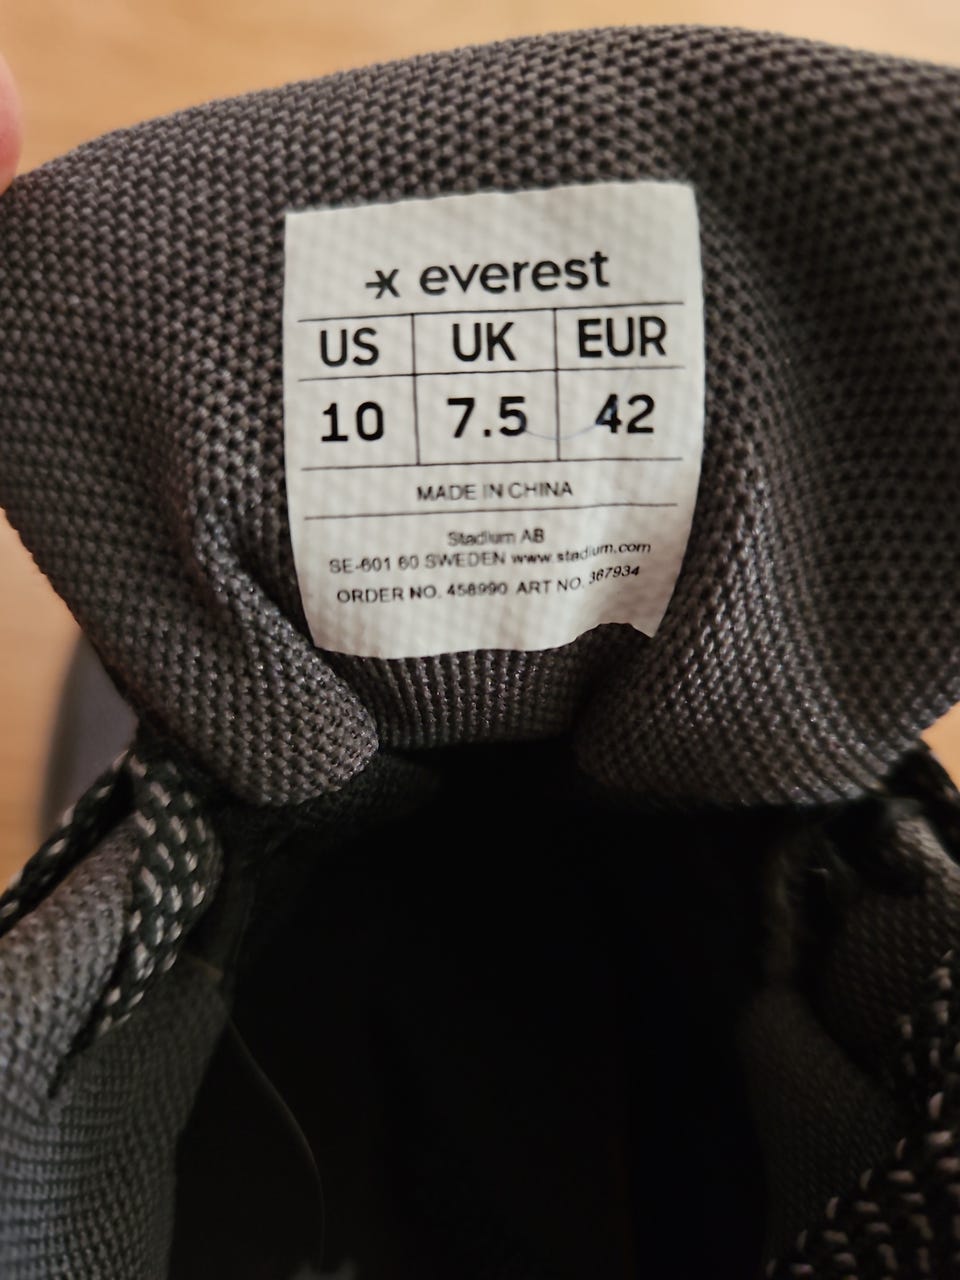 everest
US UK EUR
10 7.5 42
MADE IN CHINA
Stadium AB
SE-601 60 SWEDEN www.stadium.com
ORDER NO. 458990 ART NO. 367934